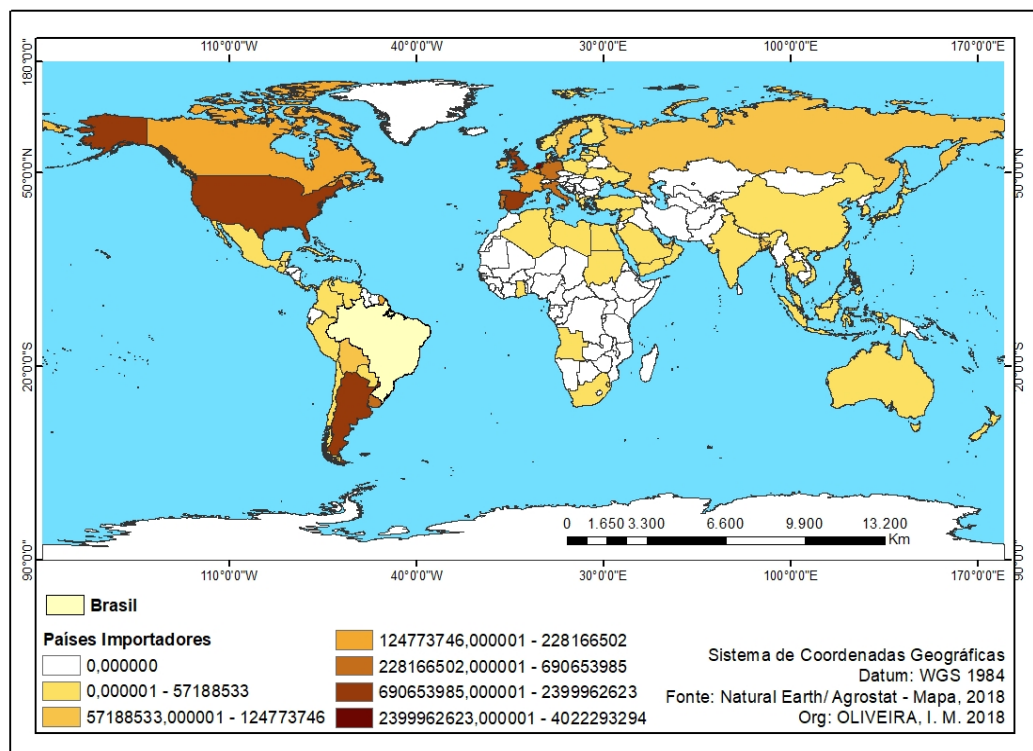 110°0'0"W 40°0'0"W 30°0'0"E 100°0'0"E 170°0'0"E
180°0'0"
50°0'0"N
20°0'0"S
90°0'0"
50°0'0"N
20°0'0"S
90°0'0"
0 1.650 3.300 6.600 9.900 13.200
Km
110°0'0"W 40°0'0"W 30°0'0"E 100°0'0"E 170°0'0"E
Brasil
Países Importadores
0,000000
0,000001 - 57188533
57188533,000001 - 124773746
124773746,000001 - 228166502
228166502,000001 - 690653985
690653985,000001 - 2399962623
2399962623,000001 - 4022293294
Sistema de Coordenadas Geográficas
Datum: WGS 1984
Fonte: Natural Earth/ Agrostat - Mapa, 2018
Org: OLIVEIRA, I. M. 2018